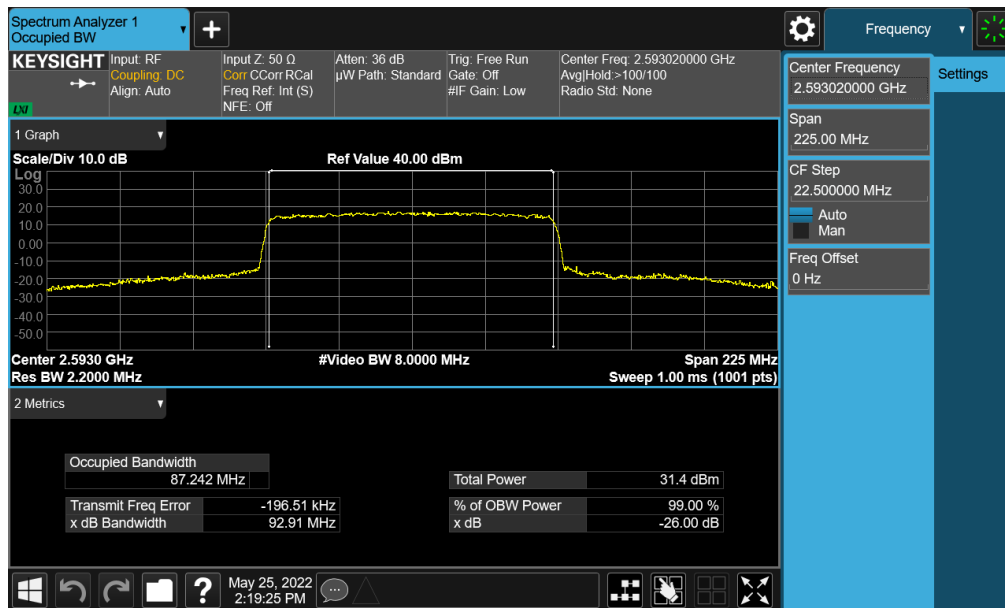 Spectrum Analyzer 1
Occupied BW
Frequency
KEYSIGHT
LXI
Input: RF
Coupling: DC
Align: Auto
Input Z: 50 Ω
Corr CCorr RCal
Freq Ref: Int (S)
NFE: Off
Atten: 36 dB
µW Path: Standard
Trig: Free Run
Gate: Off
#IF Gain: Low
Center Freq: 2.593020000 GHz
Avg|Hold:>100/100
Radio Std: None
Center Frequency
2.593020000 GHz
Settings
Span
225.00 MHz
CF Step
22.500000 MHz
Auto
Man
Freq Offset
0 Hz
1 Graph
Scale/Div 10.0 dB
Ref Value 40.00 dBm
Log
30.0
20.0
10.0
0.00
-10.0
-20.0
-30.0
-40.0
-50.0
Center 2.5930 GHz
#Video BW 8.0000 MHz
Span 225 MHz
Res BW 2.2000 MHz
Sweep 1.00 ms (1001 pts)
2 Metrics
Occupied Bandwidth
87.242 MHz
Total Power 31.4 dBm
Transmit Freq Error -196.51 kHz
% of OBW Power 99.00 %
x dB Bandwidth 92.91 MHz
x dB -26.00 dB
?
May 25, 2022
2:19:25 PM